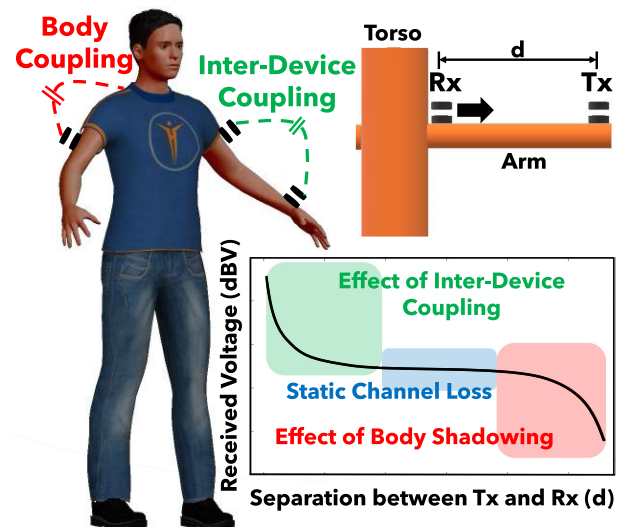 Body
Coupling
Inter-Device
Coupling
Torso
d
Rx
Tx
Arm
Received Voltage (dBV)
Effect of Inter-Device
Coupling
Static Channel Loss
Effect of Body Shadowing
Separation between Tx and Rx (d)